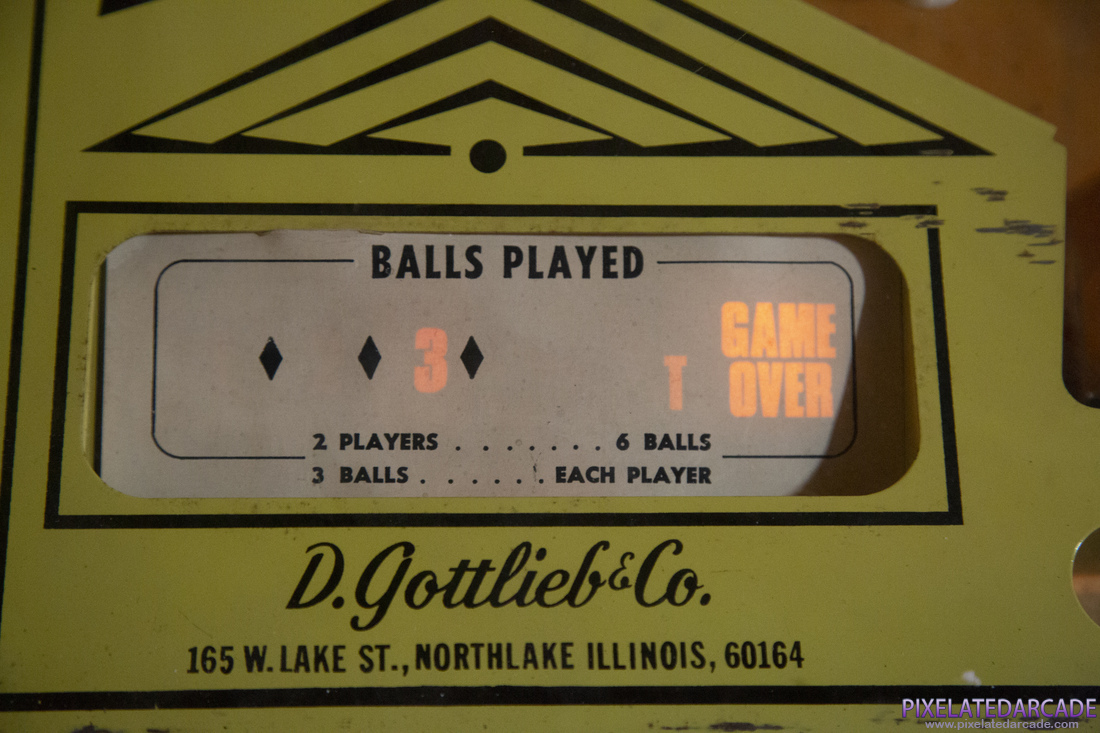 BALLS PLAYED
3
T
GAME
OVER
2 PLAYERS . . . . . . . 6 BALLS
3 BALLS . . . . . . EACH PLAYER
D. Gottlieb & Co.
165 W. LAKE ST., NORTHLAKE ILLINOIS, 60164
PIXELATEDARCADE
www.pixelatedarcade.com